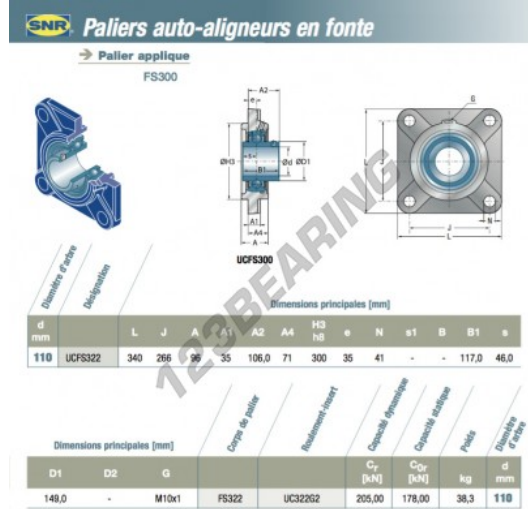 SNR Paliers auto-aligneurs en fonte
Palier applique
FS300
A2
e
G
ØH3
s
B1
Ød
ØD1
L
J
A1
A4
A
N
J
L
UCFS300
123BEARING
Diamètre d'arbre
Désignation
Dimensions principales [mm]
d mm L J A A1 A2 A4 H3 h8 e N s1 B B1 s
110 UCFS322 340 266 96 35 106,0 71 300 35 41 - - 117,0 46,0
Dimensions principales [mm]
Corps de palier
Roulement-insert
Capacité dynamique
Capacité statique
Poids
Diamètre d'arbre
D1 D2 G Cr [kN] C0r [kN] kg d mm
149,0 - M10x1 FS322 UC322G2 205,00 178,00 38,3 110